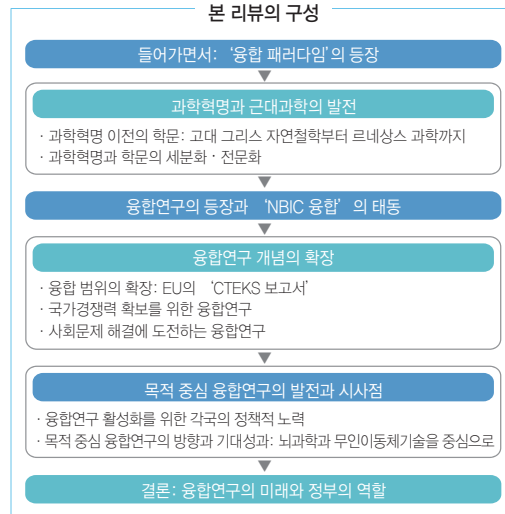 본 리뷰의 구성
들어가면서: ‘융합 패러다임’의 등장
과학혁명과 근대과학의 발전
· 과학혁명 이전의 학문: 고대 그리스 자연철학부터 르네상스 과학까지
· 과학혁명과 학문의 세분화 · 전문화
융합연구의 등장과 ‘NBIC 융합’ 의 태동
융합연구 개념의 확장
· 융합 범위의 확장: EU의 ‘CTEKS 보고서’
· 국가경쟁력 확보를 위한 융합연구
· 사회문제 해결에 도전하는 융합연구
목적 중심 융합연구의 발전과 시사점
· 융합연구 활성화를 위한 각국의 정책적 노력
· 목적 중심 융합연구의 방향과 기대성과: 뇌과학과 무인이동체기술을 중심으로
결론: 융합연구의 미래와 정부의 역할